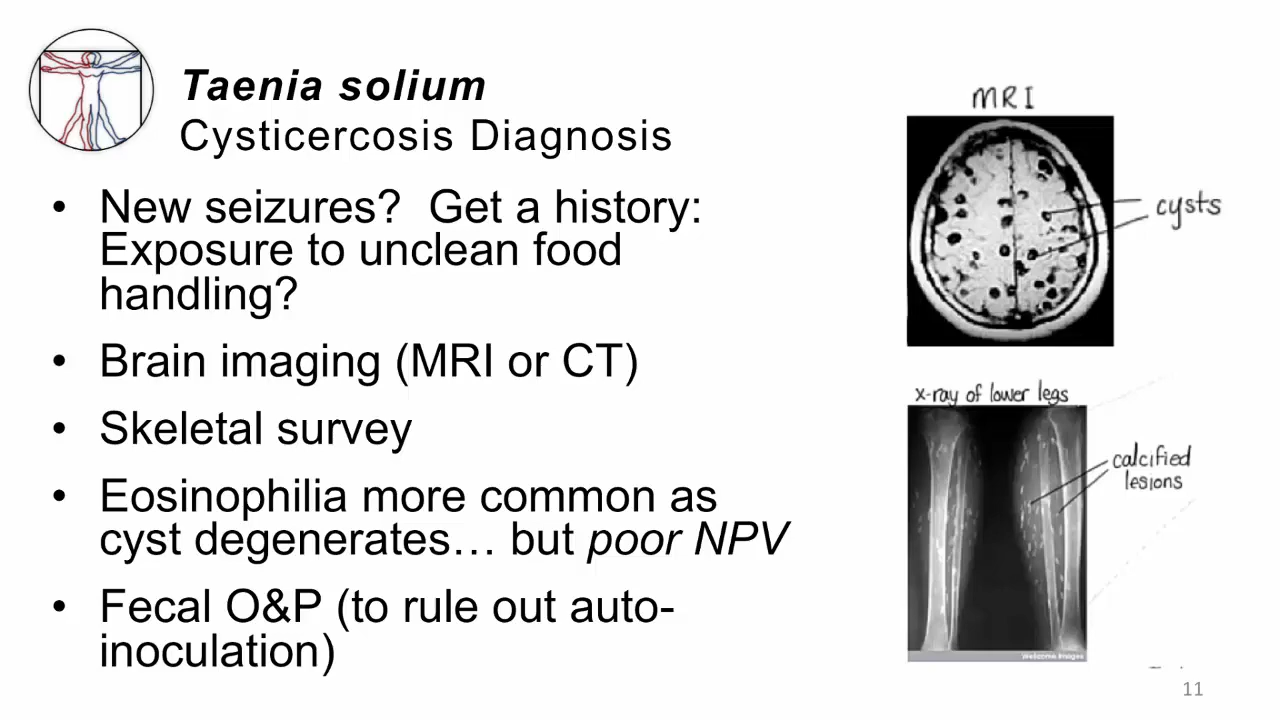 Taenia solium
Cysticercosis Diagnosis
• New seizures?  Get a history:
Exposure to unclean food
handling?
• Brain imaging (MRI or CT)
• Skeletal survey
• Eosinophilia more common as
cyst degenerates… but poor NPV
• Fecal O&P (to rule out auto-
inoculation)
MRI
cysts
x-ray of lower legs
calcified
lesions
Wellcome Images
11